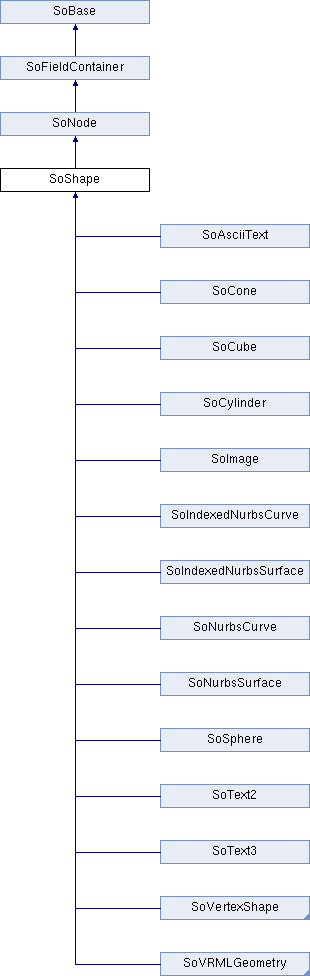 SoBase
SoFieldContainer
SoNode
SoShape
SoAsciiText
SoCone
SoCube
SoCylinder
SoImage
SoIndexedNurbsCurve
SoIndexedNurbsSurface
SoNurbsCurve
SoNurbsSurface
SoSphere
SoText2
SoText3
SoVertexShape
SoVRMLGeometry